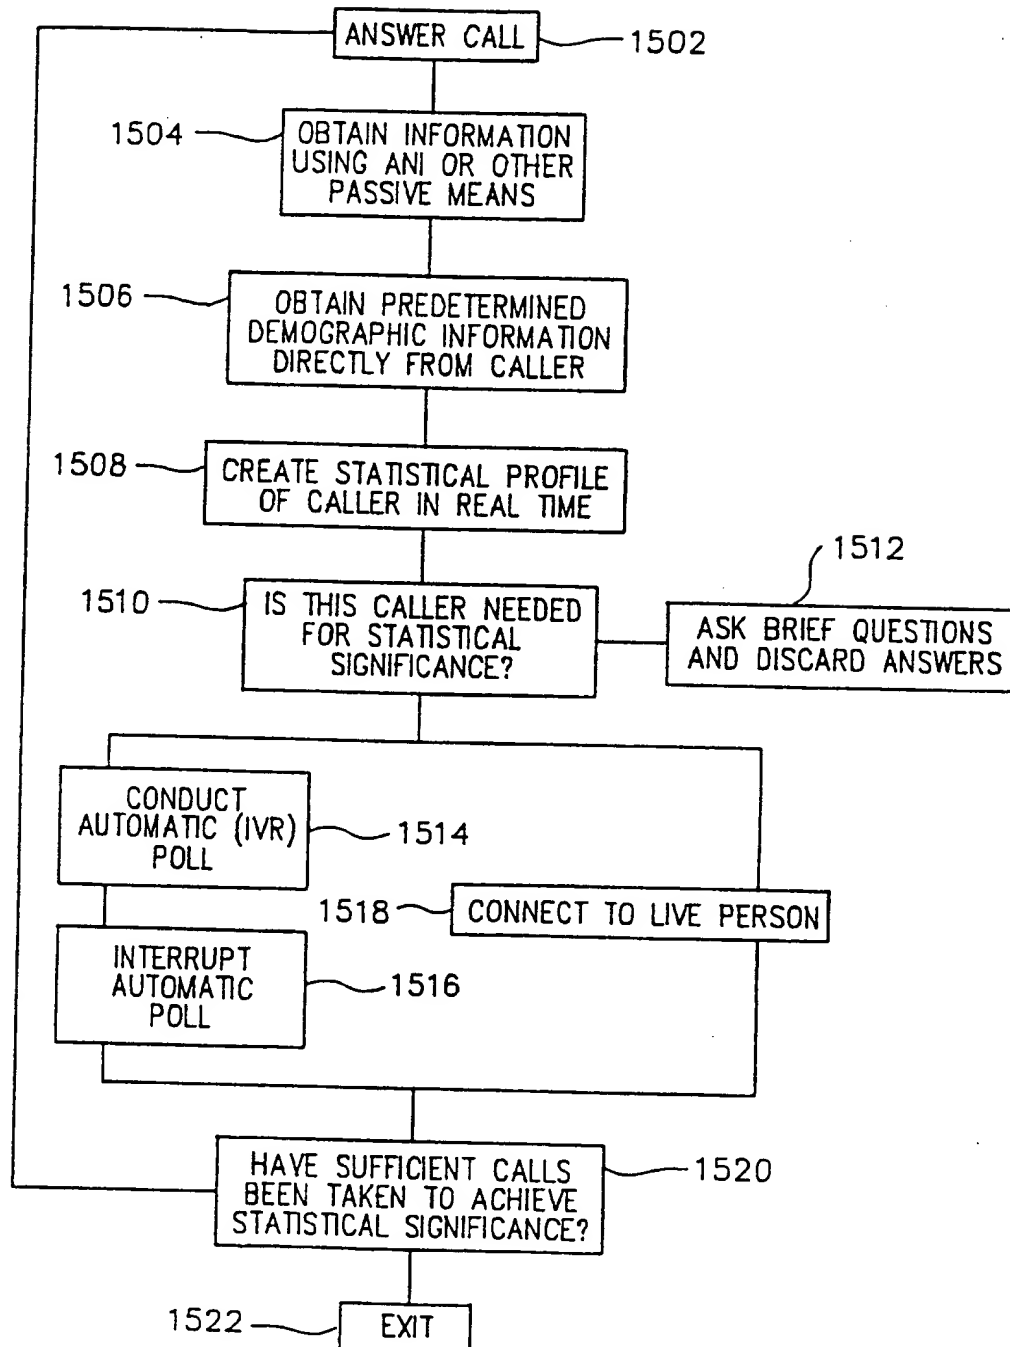 ANSWER CALL
1502
1504
OBTAIN INFORMATION
USING ANI OR OTHER
PASSIVE MEANS
1506
OBTAIN PREDETERMINED
DEMOGRAPHIC INFORMATION
DIRECTLY FROM CALLER
1508
CREATE STATISTICAL PROFILE
OF CALLER IN REAL TIME
1510
IS THIS CALLER NEEDED
FOR STATISTICAL
SIGNIFICANCE?
1512
ASK BRIEF QUESTIONS
AND DISCARD ANSWERS
CONDUCT
AUTOMATIC (IVR)
POLL
1514
1518
CONNECT TO LIVE PERSON
INTERRUPT
AUTOMATIC
POLL
1516
HAVE SUFFICIENT CALLS
BEEN TAKEN TO ACHIEVE
STATISTICAL SIGNIFICANCE?
1520
1522
EXIT